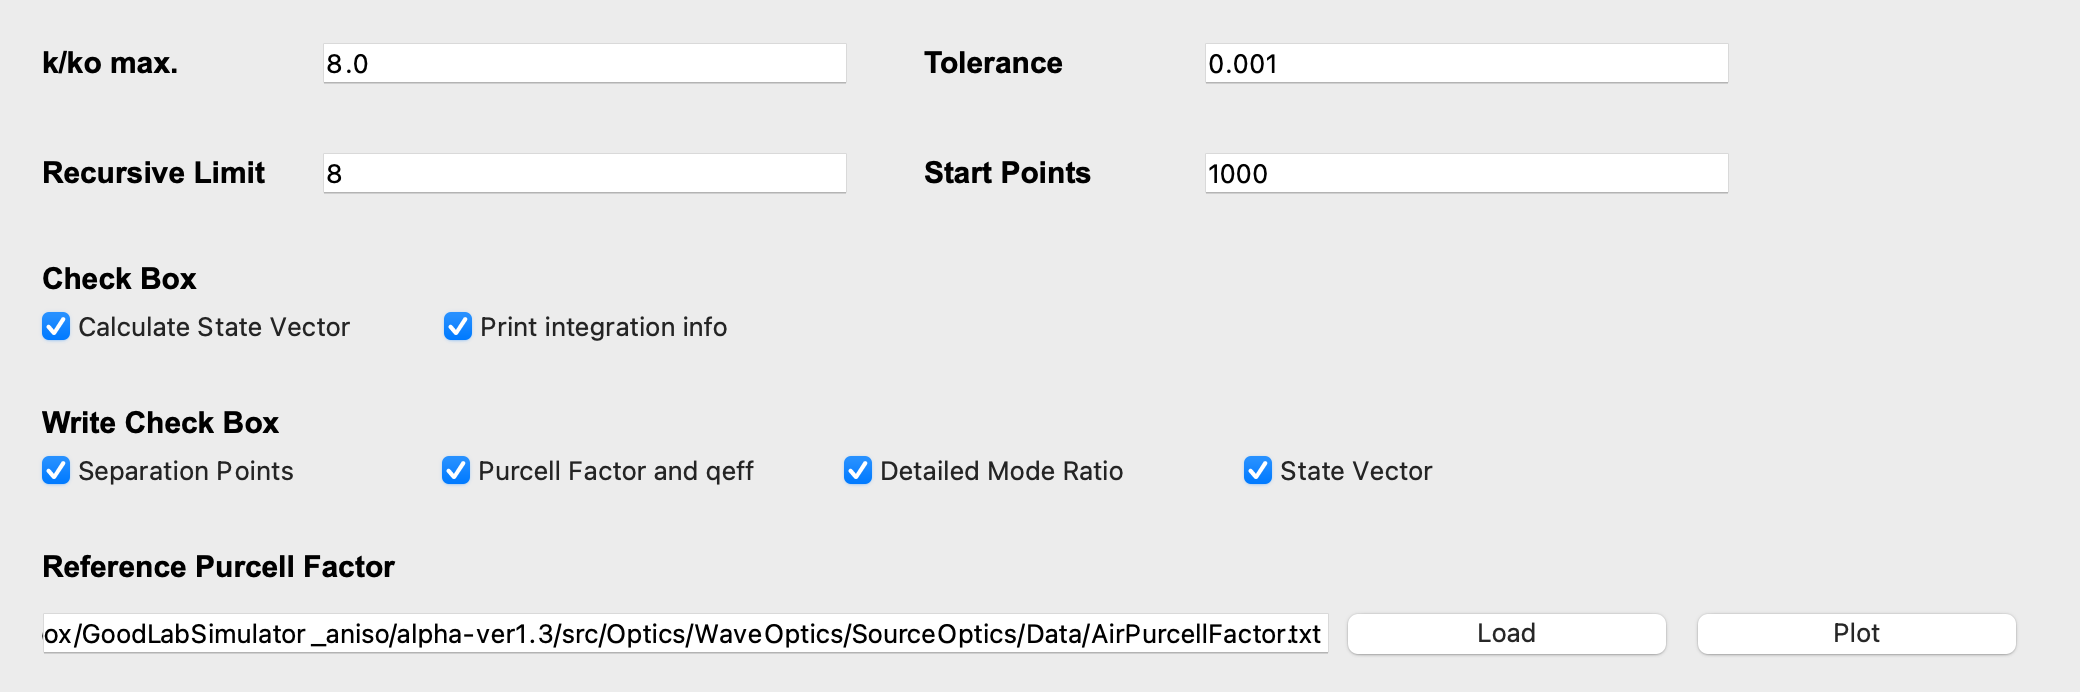 k/ko max. 8.0 Tolerance 0.001
Recursive Limit 8 Start Points 1000
Check Box
Calculate State Vector Print integration info
Write Check Box
Separation Points Purcell Factor and qeff Detailed Mode Ratio State Vector
Reference Purcell Factor
ox/GoodLabSimulator_aniso/alpha-ver1.3/src/Optics/WaveOptics/SourceOptics/Data/AirPurcellFactor.txt Load Plot